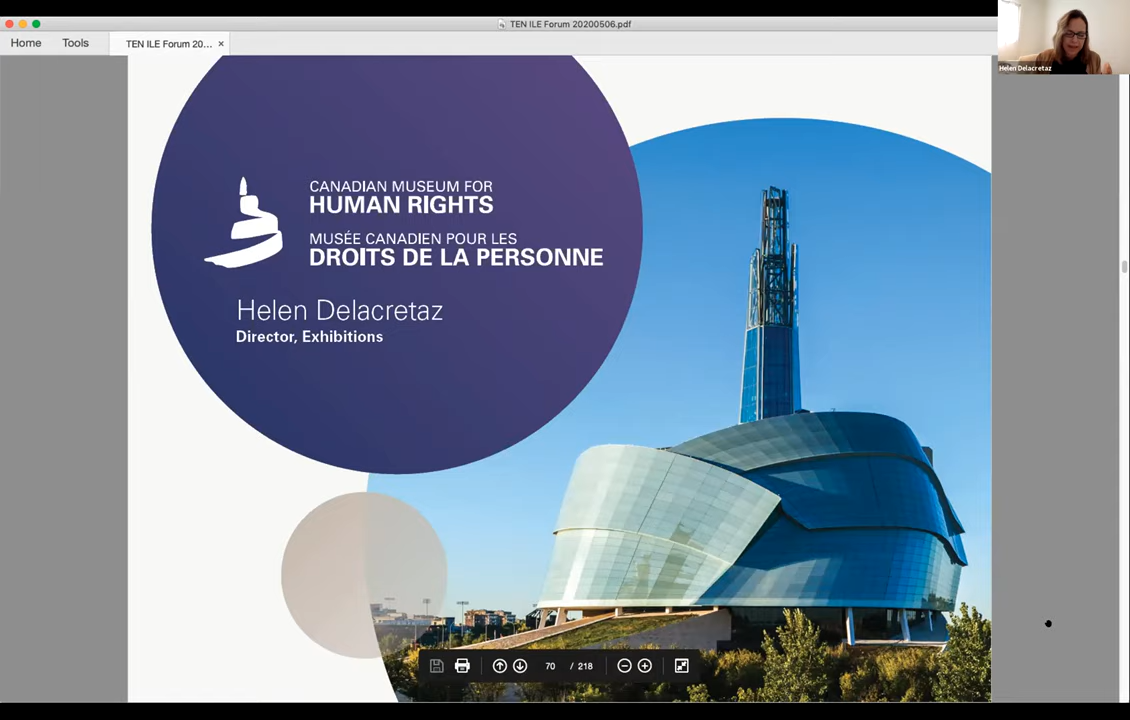 TEN ILE Forum 20200506.pdf
Home
Tools
TEN ILE Forum 20... ×
Helen Delacretaz
CANADIAN MUSEUM FOR
HUMAN RIGHTS
MUSÉE CANADIEN POUR LES
DROITS DE LA PERSONNE
Helen Delacretaz
Director, Exhibitions
70 / 218